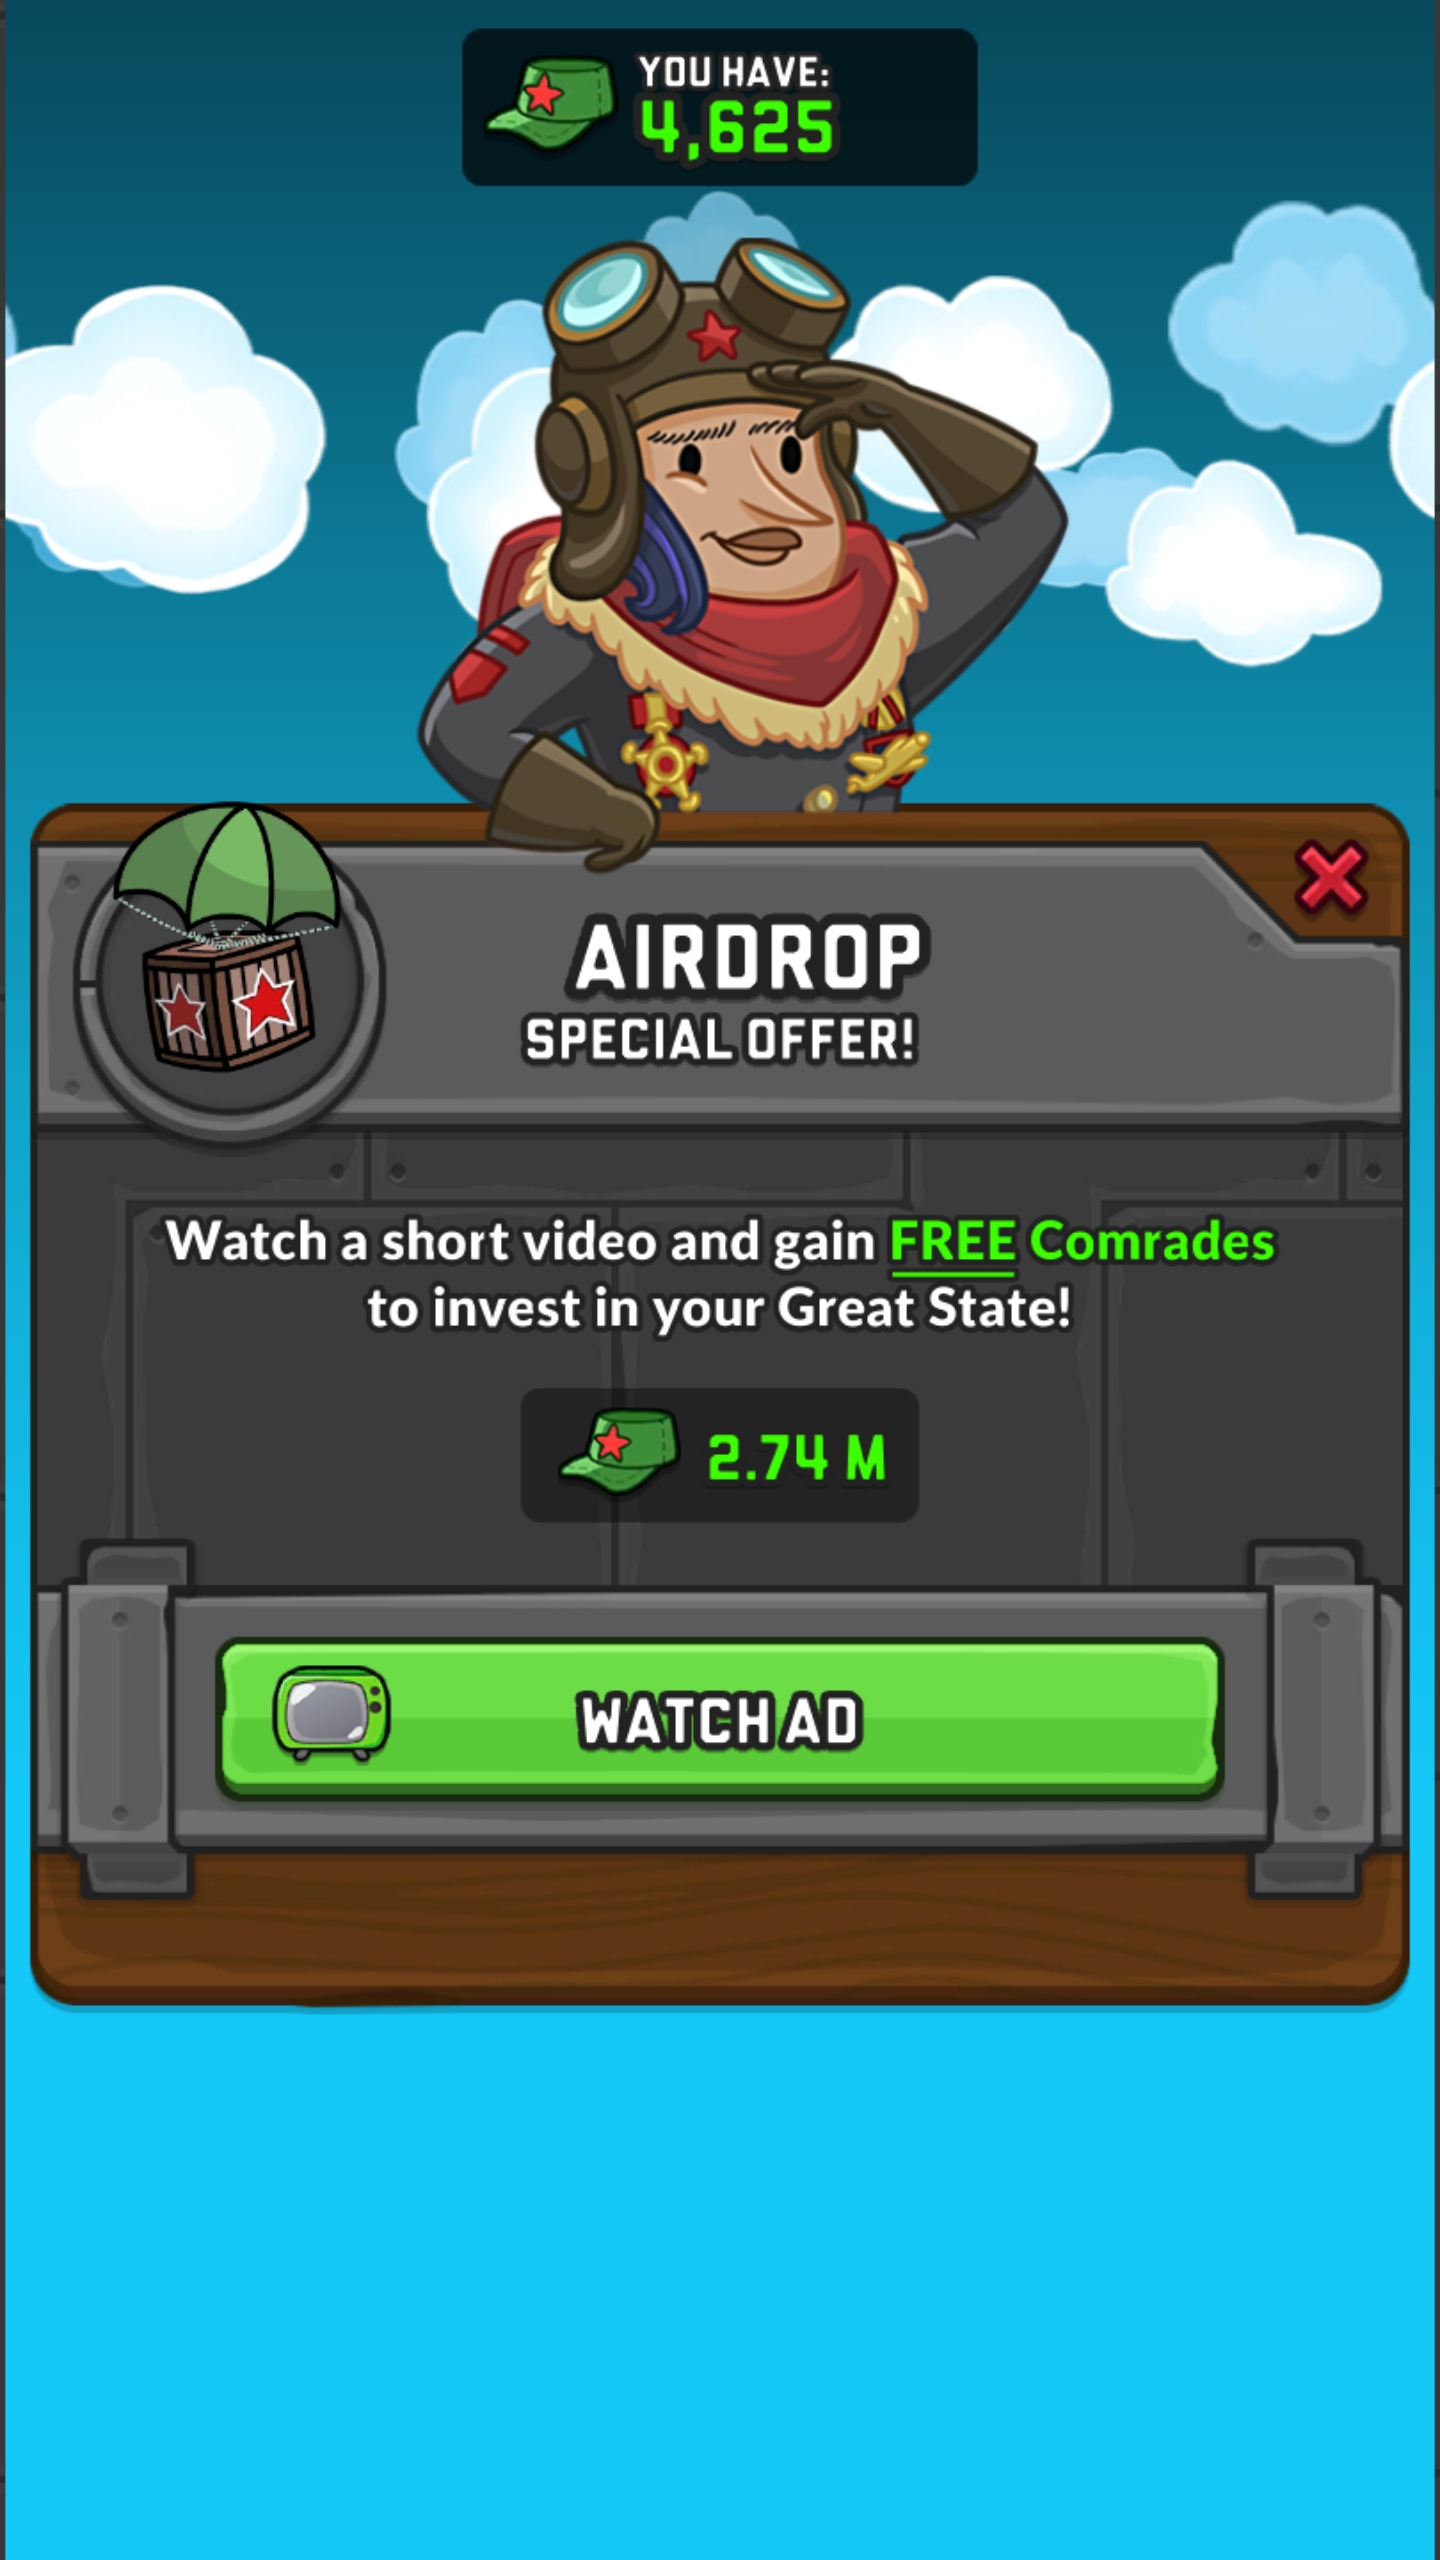 YOU HAVE:
4,625
AIRDROP
SPECIAL OFFER!
Watch a short video and gain FREE Comrades
to invest in your Great State!
2.74 M
WATCH AD